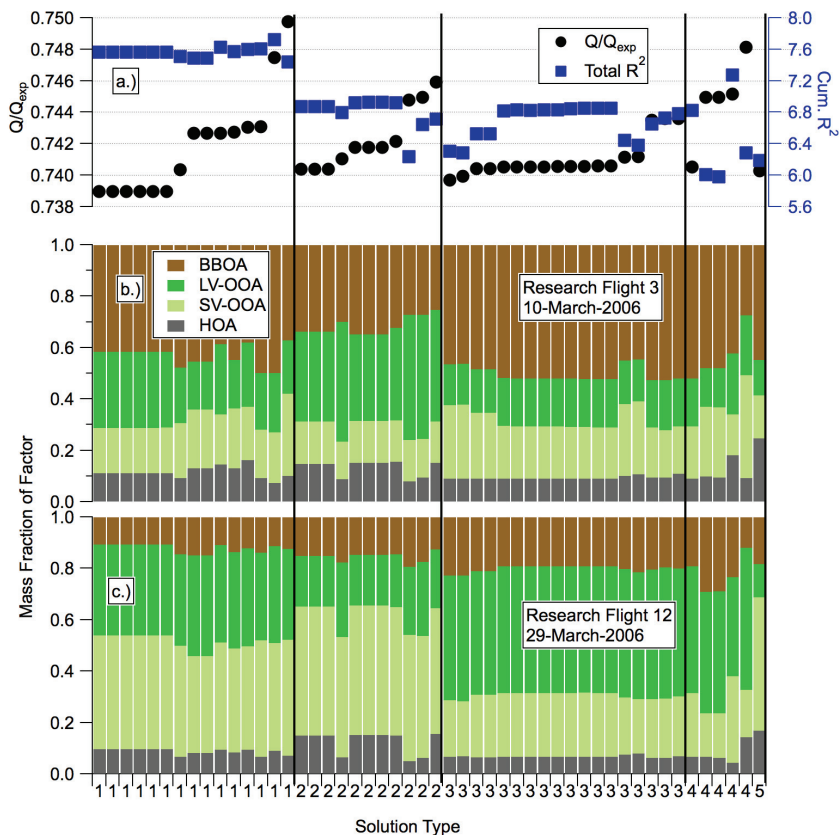 0.750
0.748
0.746
0.744
0.742
0.740
0.738
Q/Qexp
a.)
Q/Qexp
Total R2
8.0
7.6
7.2
6.8
6.4
6.0
5.6
Cum. R2
1.0
0.8
0.6
0.4
0.2
0.0
b.)
BBOA
LV-OOA
SV-OOA
HOA
Research Flight 3
10-March-2006
Mass Fraction of Factor
1.0
0.8
0.6
0.4
0.2
0.0
c.)
Research Flight 12
29-March-2006
1 1 1 1 1 1 1 1 1 1 1 1 1 1 1 2 2 2 2 2 2 2 2 2 2 2 3 3 3 3 3 3 3 3 3 3 3 3 3 3 3 3 3 3 4 4 4 4 4 5
Solution Type